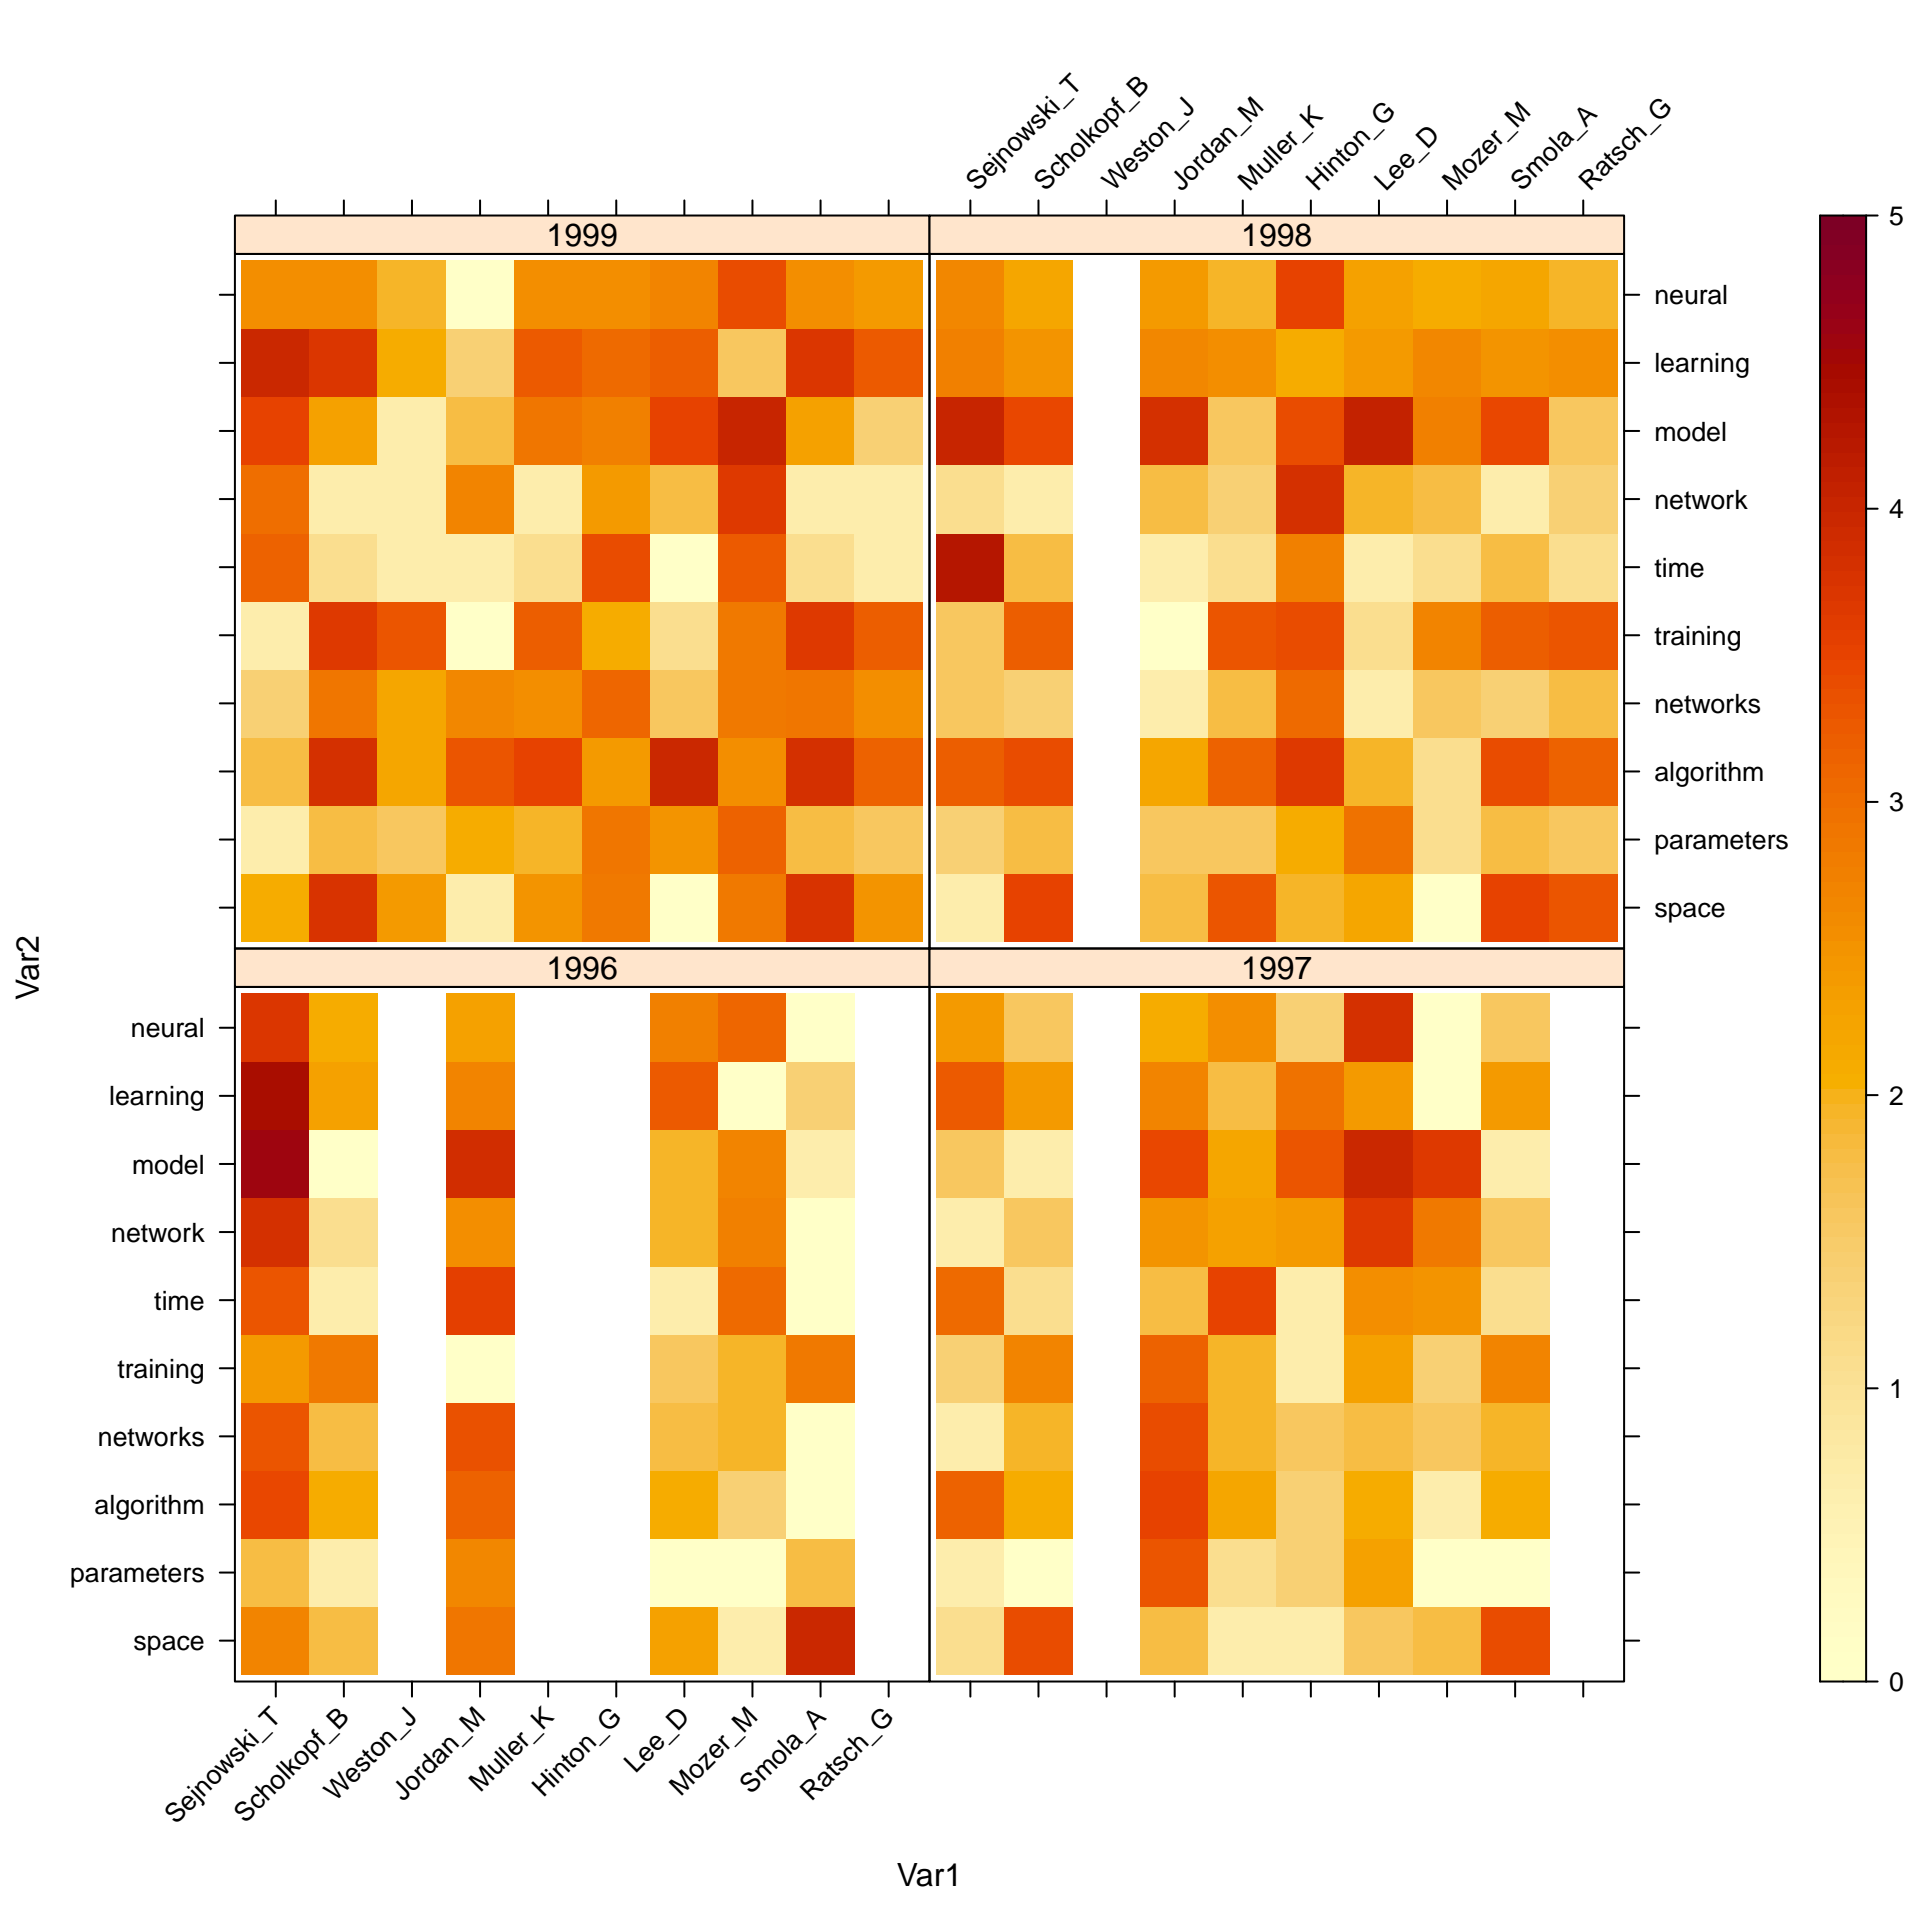 Sejnowski_T
Scholkopf_B
Weston_J
Jordan_M
Muller_K
Hinton_G
Lee_D
Mozer_M
Smola_A
Ratsch_G
1999
1998
neural
learning
model
network
time
training
networks
algorithm
parameters
space
5
4
3
2
1
0
Var2
1996
1997
neural
learning
model
network
time
training
networks
algorithm
parameters
space
Sejnowski_T
Scholkopf_B
Weston_J
Jordan_M
Muller_K
Hinton_G
Lee_D
Mozer_M
Smola_A
Ratsch_G
Var1